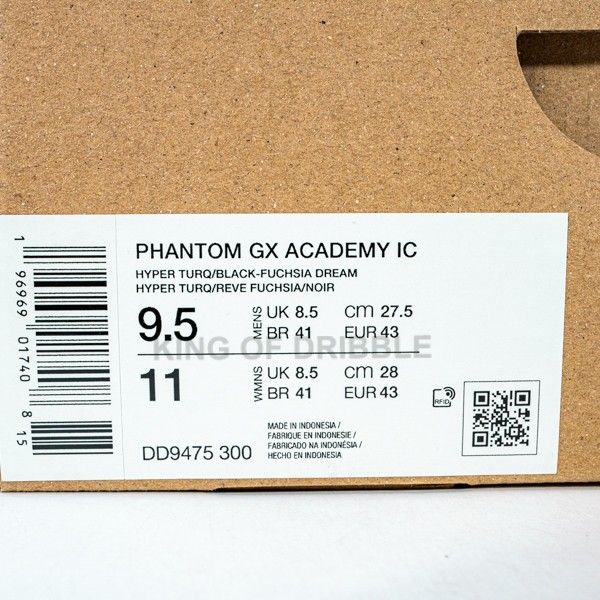 PHANTOM GX ACADEMY IC
HYPER TURQ/BLACK-FUCHSIA DREAM
HYPER TURQ/REVE FUCHSIA/NOIR
9.5 MENS UK 8.5 cm 27.5
BR 41 EUR 43
KING OF DRIBBLE
11 WMNS UK 8.5 cm 28
BR 41 EUR 43
RFID
DD9475 300
MADE IN INDONESIA /
FABRIQUE EN INDONESIE /
FABRICADO NA INDONÉSIA /
HECHO EN INDONESIA
1 96969 01740 8 15